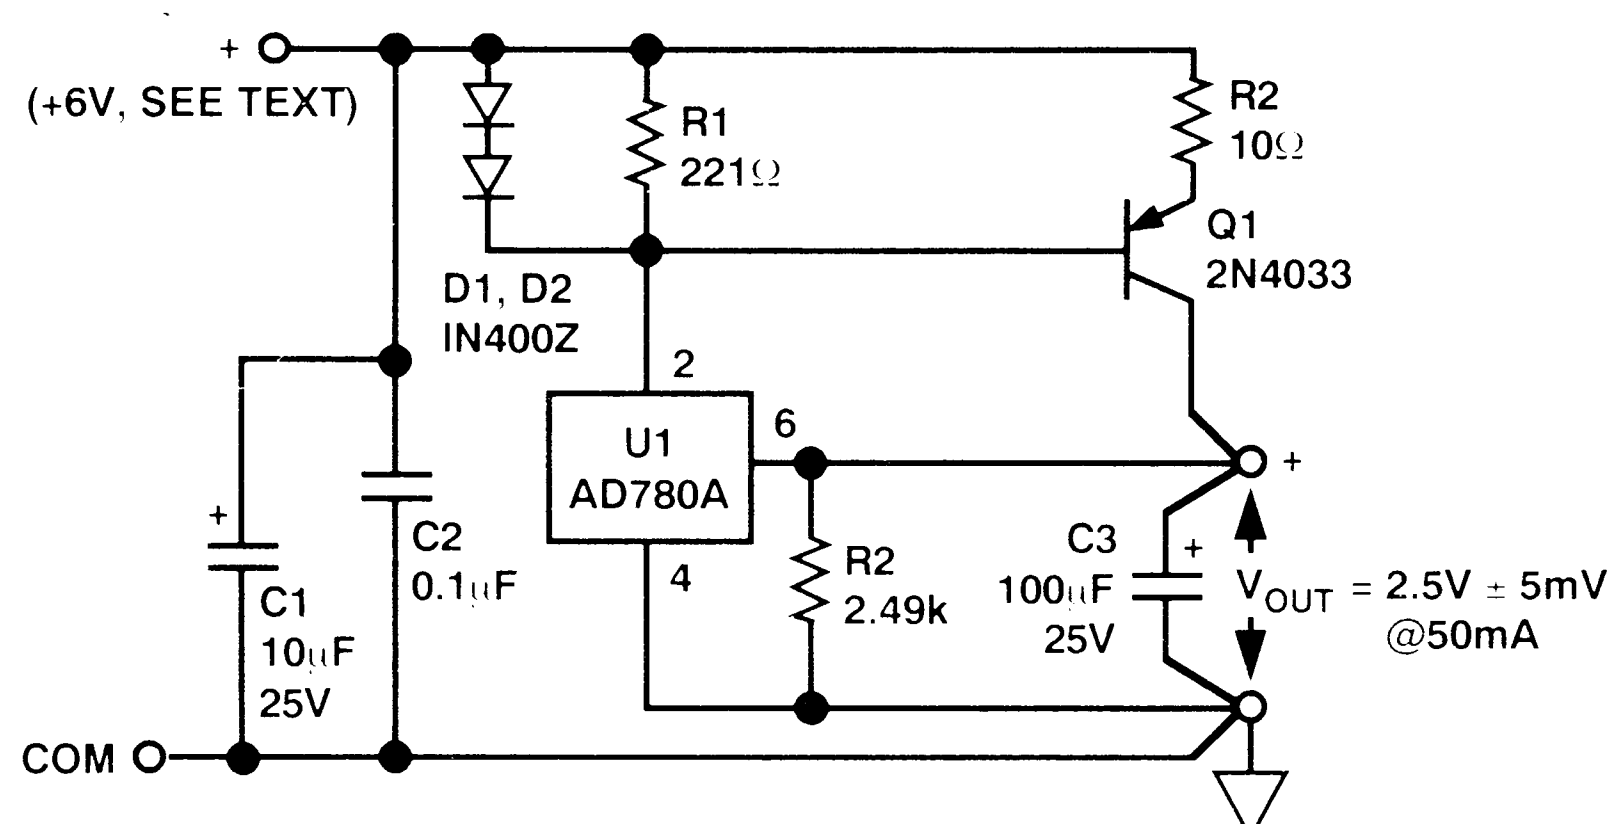 +
(+6V, SEE TEXT)
R1
221Ω
R2
10Ω
Q1
2N4033
D1, D2
IN400Z
2
U1
AD780A
6
4
+
R2
2.49k
C3
100μF
25V
+
VOUT = 2.5V ± 5mV
@50mA
C2
0.1μF
+
C1
10μF
25V
COM